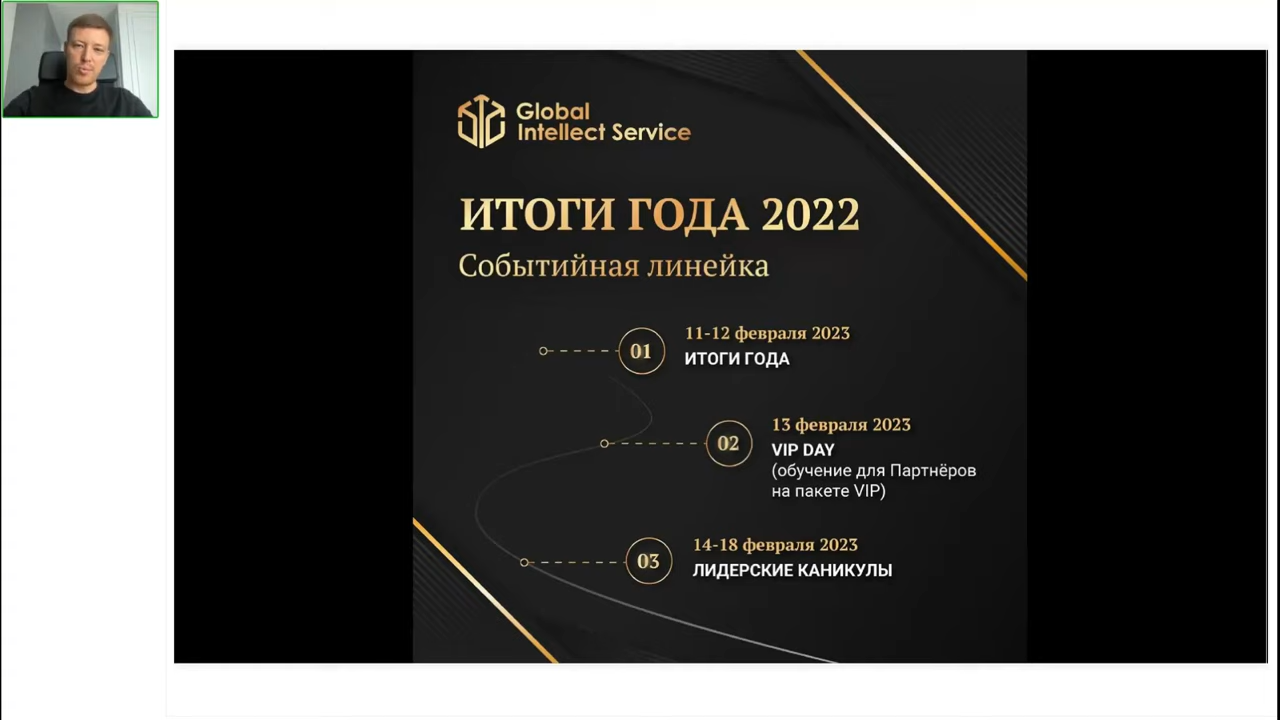 Global
Intellect Service
ИТОГИ ГОДА 2022
Событийная линейка
01
11-12 февраля 2023
ИТОГИ ГОДА
02
13 февраля 2023
VIP DAY
(обучение для Партнёров
на пакете VIP)
03
14-18 февраля 2023
ЛИДЕРСКИЕ КАНИКУЛЫ